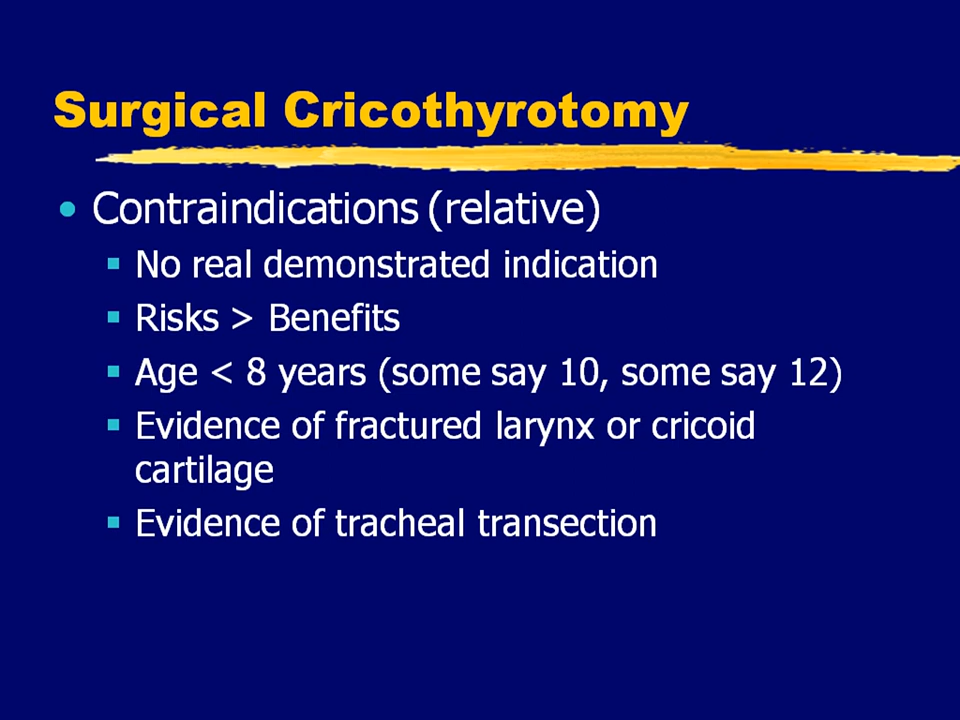 Surgical Cricothyrotomy
• Contraindications (relative)
▪ No real demonstrated indication
▪ Risks > Benefits
▪ Age < 8 years (some say 10, some say 12)
▪ Evidence of fractured larynx or cricoid
cartilage
▪ Evidence of tracheal transection